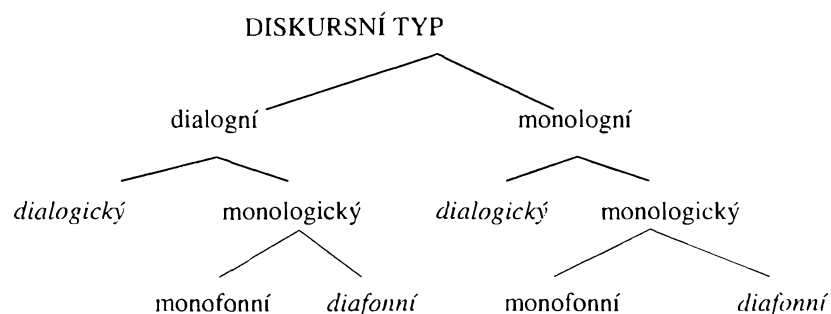 DISKURSNÍ TYP
dialogní monologní
dialogický monologický dialogický monologický
monofonní diafonní monofonní diafonní